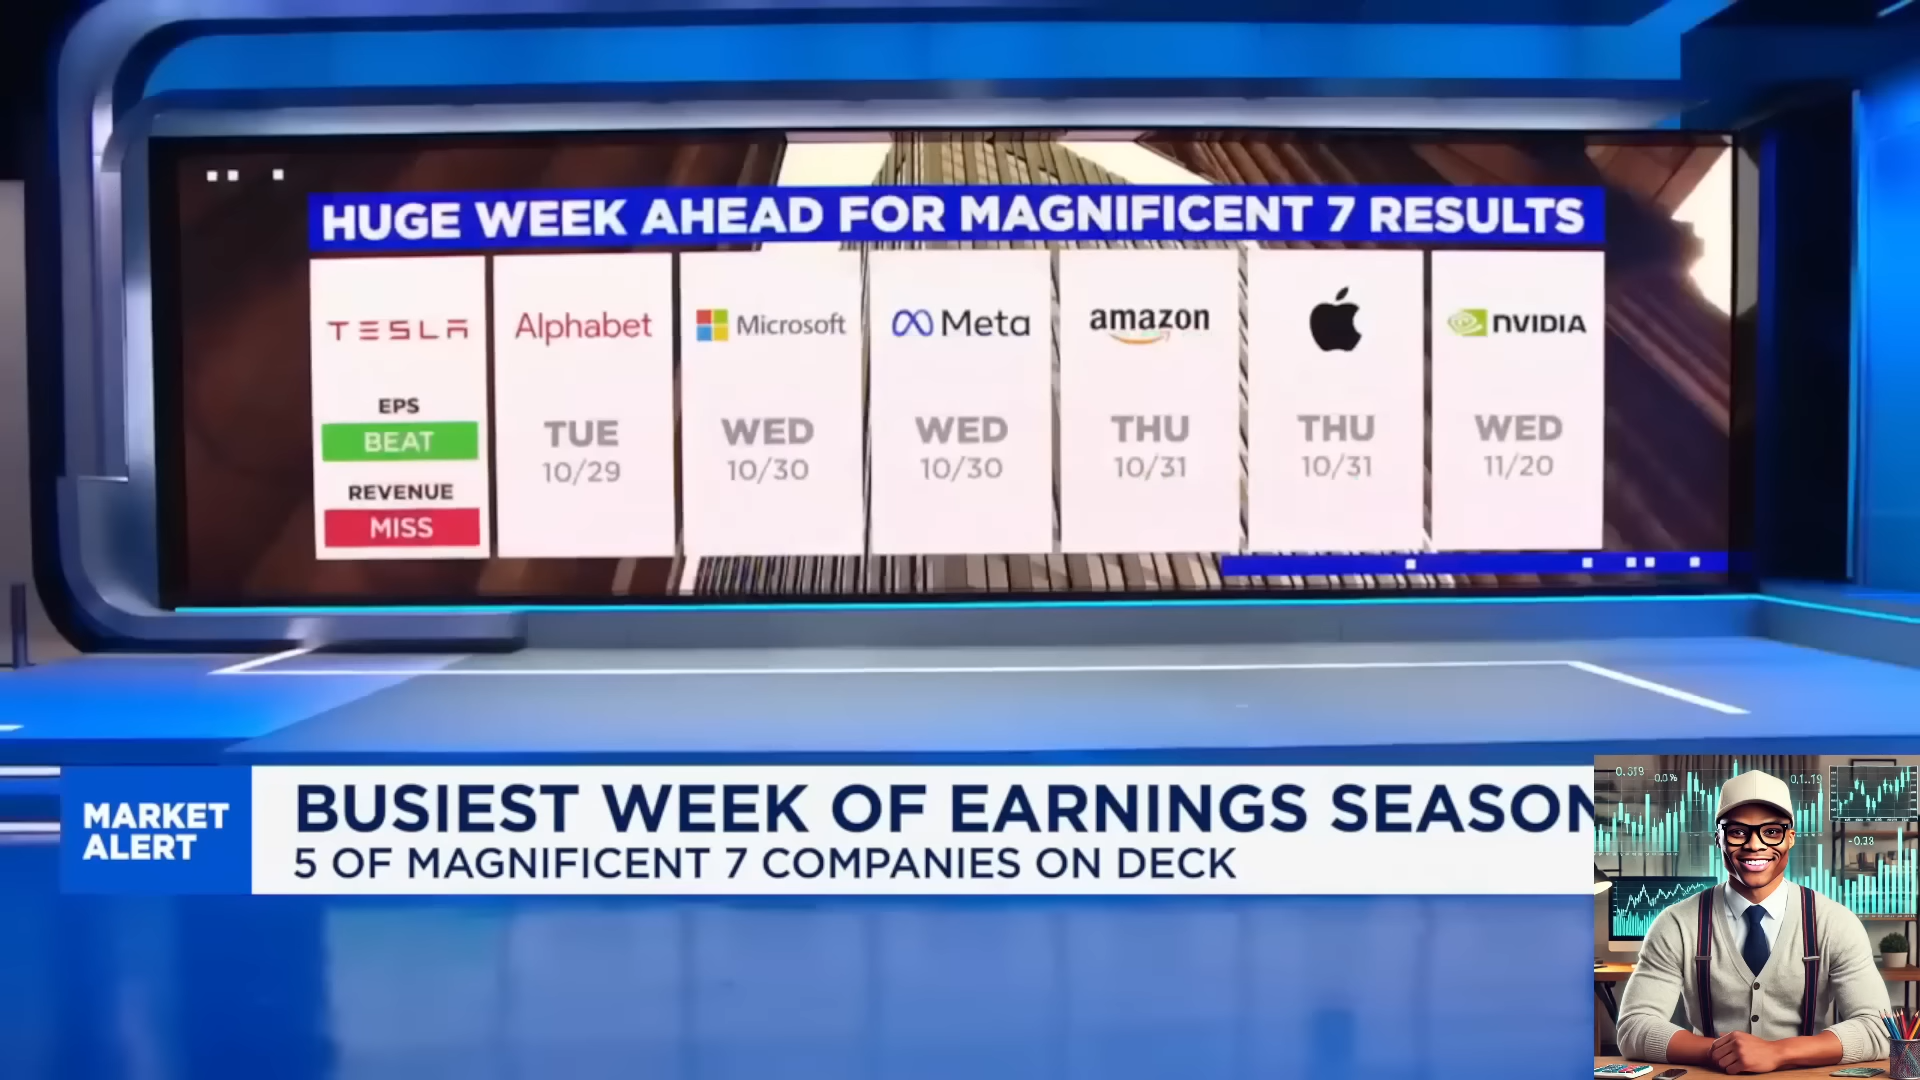 HUGE WEEK AHEAD FOR MAGNIFICENT 7 RESULTS
TESLA
EPS
BEAT
REVENUE
MISS
Alphabet
TUE
10/29
Microsoft
WED
10/30
Meta
WED
10/30
amazon
THU
10/31
THU
10/31
NVIDIA
WED
11/20
MARKET
ALERT
BUSIEST WEEK OF EARNINGS SEASON
5 OF MAGNIFICENT 7 COMPANIES ON DECK
0.0%